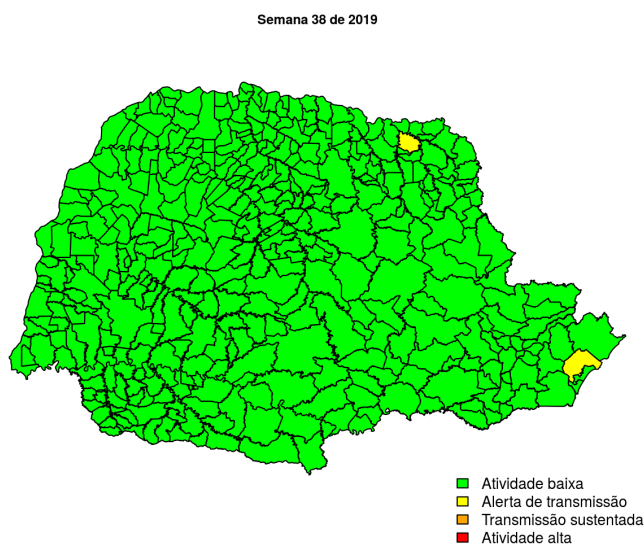 Semana 38 de 2019
Atividade baixa
Alerta de transmissão
Transmissão sustentada
Atividade alta